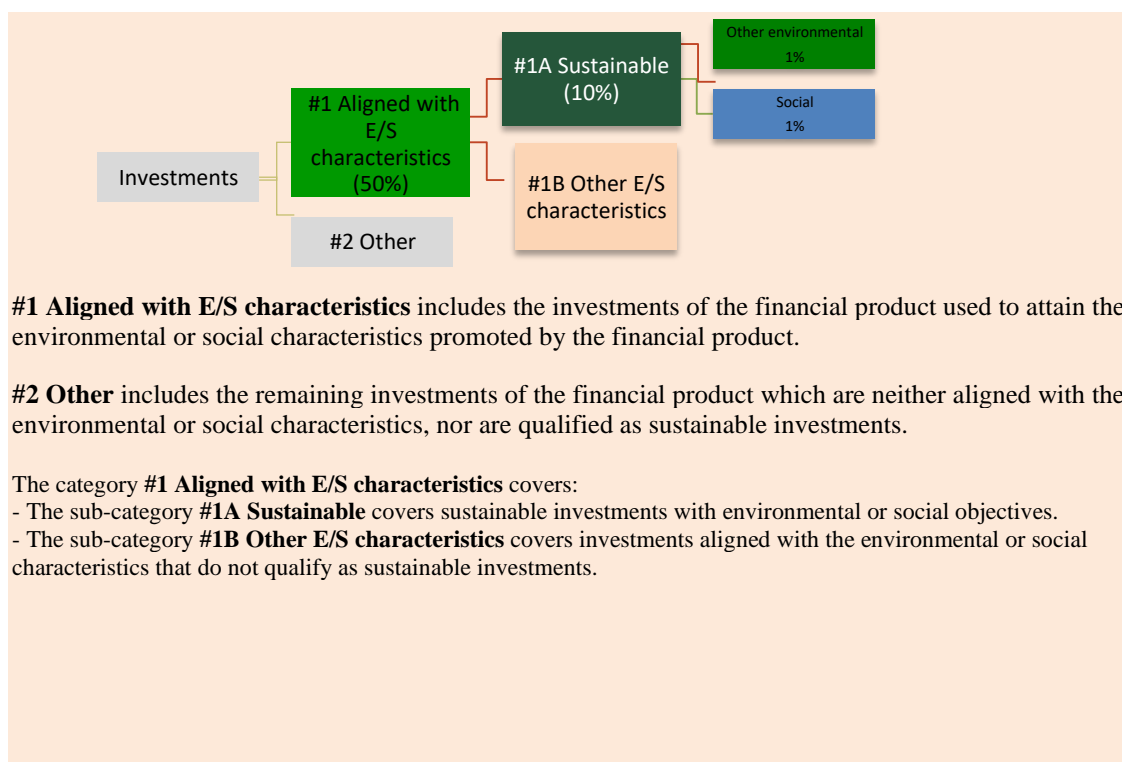 Other environmental
1%
#1A Sustainable
(10%)
Social
1%
#1 Aligned with
E/S
characteristics
(50%)
Investments
#1B Other E/S
characteristics
#2 Other
#1 Aligned with E/S characteristics includes the investments of the financial product used to attain the
environmental or social characteristics promoted by the financial product.
#2 Other includes the remaining investments of the financial product which are neither aligned with the
environmental or social characteristics, nor are qualified as sustainable investments.
The category #1 Aligned with E/S characteristics covers:
- The sub-category #1A Sustainable covers sustainable investments with environmental or social objectives.
- The sub-category #1B Other E/S characteristics covers investments aligned with the environmental or social
characteristics that do not qualify as sustainable investments.